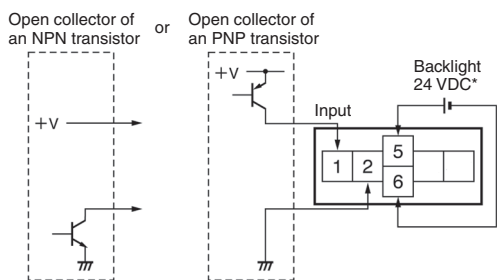 Open collector of
an NPN transistor
or
Open collector of
an PNP transistor
+V
+V
Backlight
24 VDC*
Input
1
2
5
6